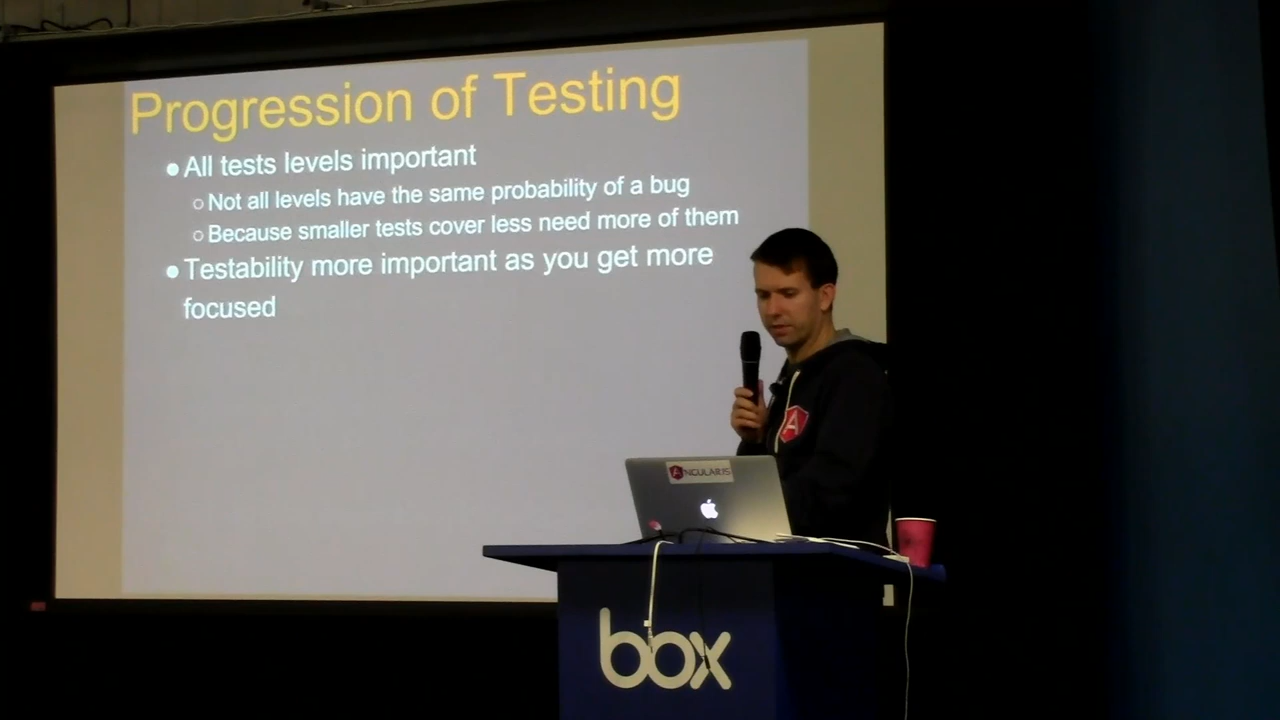 Progression of Testing
● All tests levels important
○ Not all levels have the same probability of a bug
○ Because smaller tests cover less need more of them
● Testability more important as you get more
focused
A
ANGULARJS
box